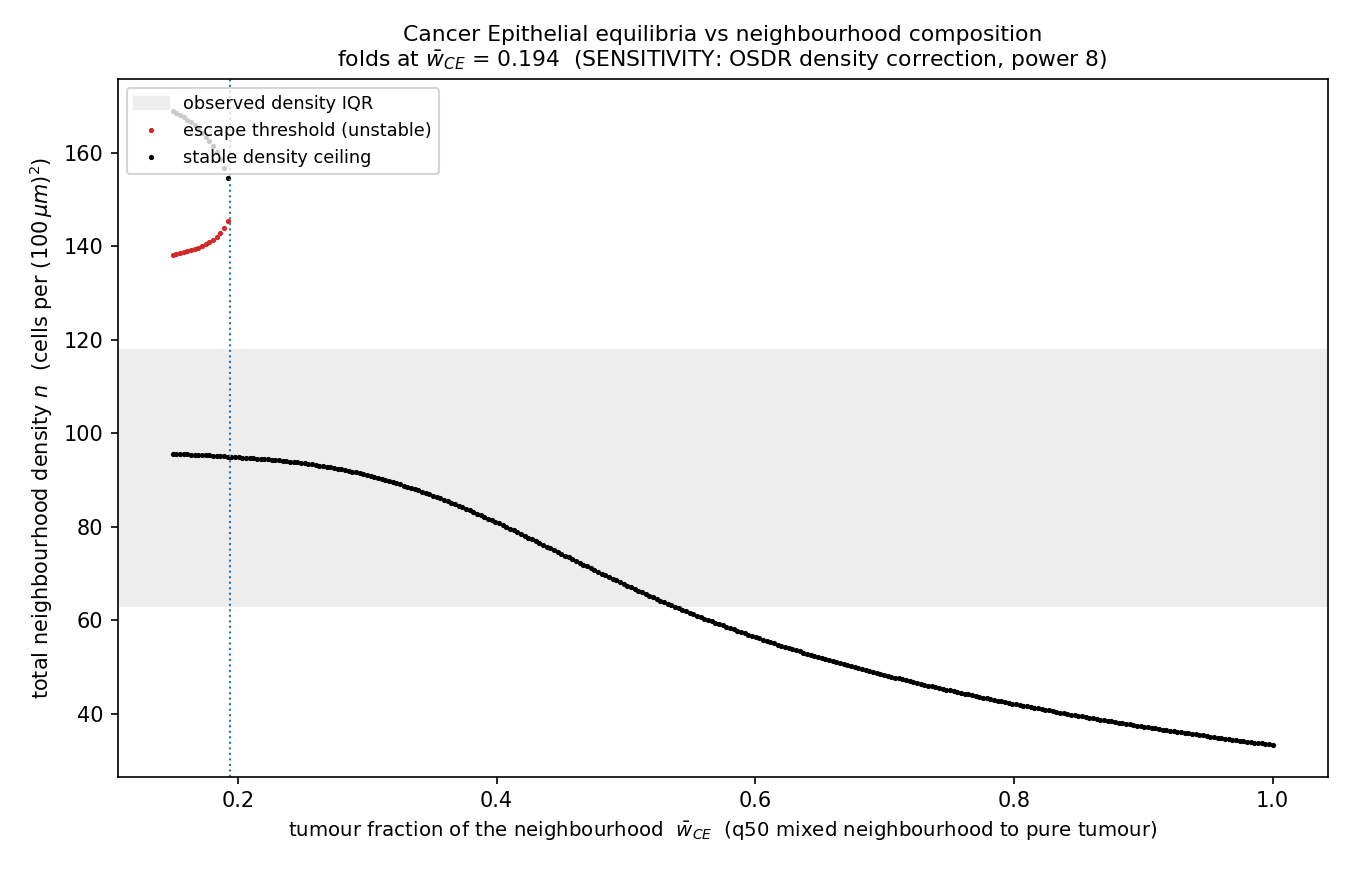 Cancer Epithelial equilibria vs neighbourhood composition
folds at w̄_CE = 0.194 (SENSITIVITY: OSDR density correction, power 8)
observed density IQR
escape threshold (unstable)
stable density ceiling
total neighbourhood density n (cells per (100 μm)²)
160
140
120
100
80
60
40
0.2
0.4
0.6
0.8
1.0
tumour fraction of the neighbourhood w̄_CE (q50 mixed neighbourhood to pure tumour)